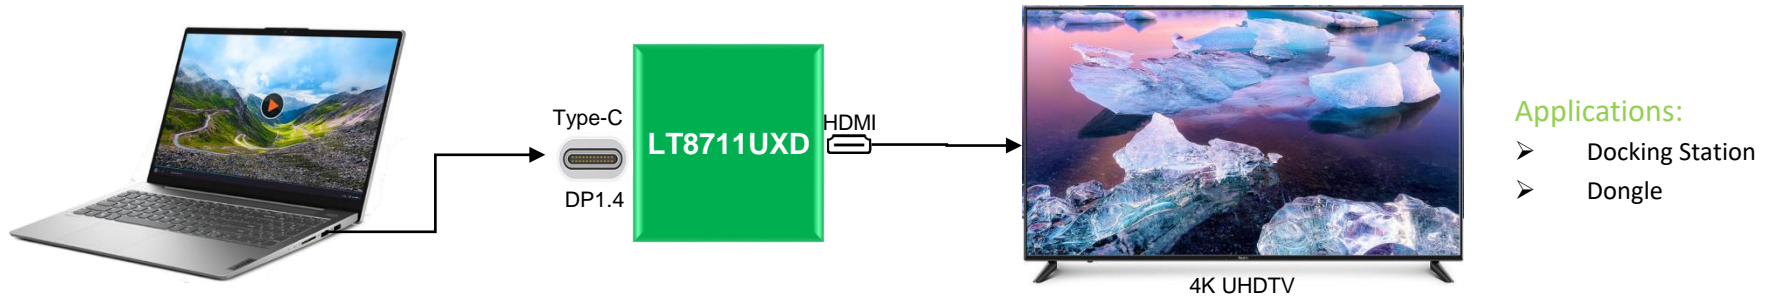 Type-C
DP1.4
LT8711UXD
HDMI
4K UHDTV
Applications:
➢ Docking Station
➢ Dongle